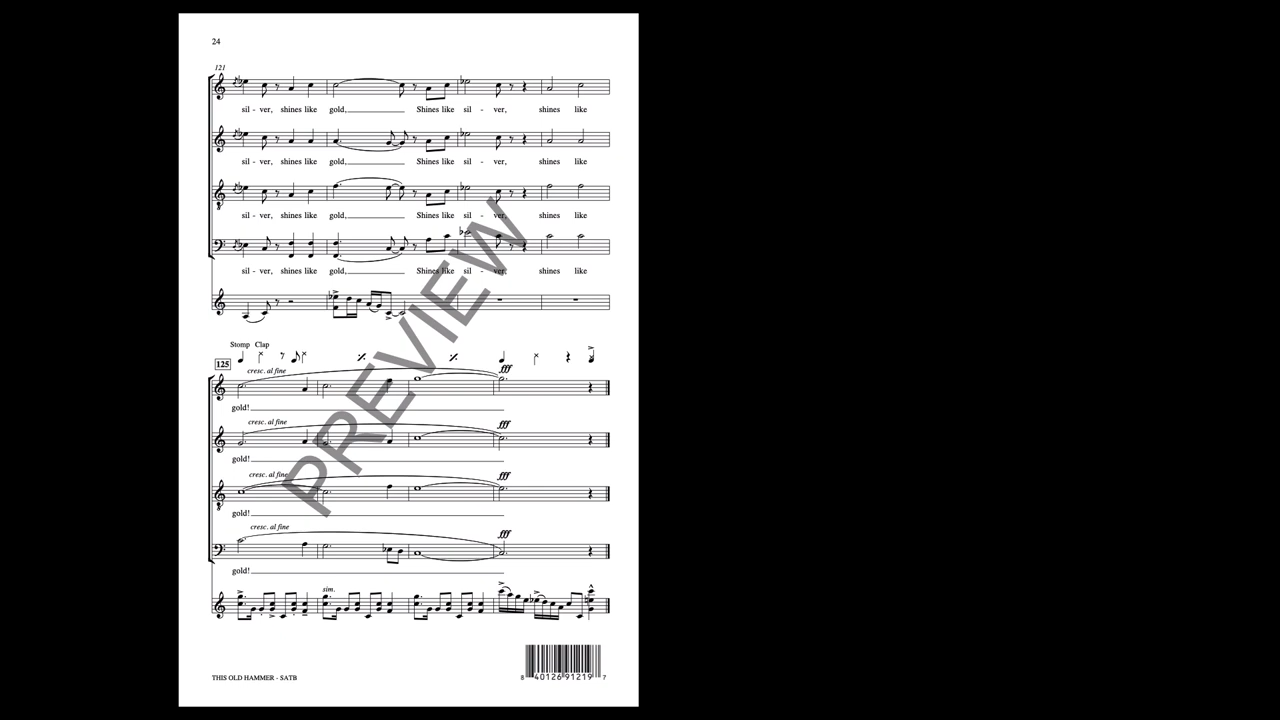 24
121
sil - ver, shines like gold, Shines like sil - ver, shines like
sil - ver, shines like gold, Shines like sil - ver, shines like
sil - ver, shines like gold, Shines like sil - ver, shines like
sil - ver, shines like gold, Shines like sil - ver, shines like
Stomp Clap
125
cresc. al fine fff
gold!
cresc. al fine fff
gold!
cresc. al fine fff
gold!
cresc. al fine fff
gold!
sim.
PREVIEW
THIS OLD HAMMER - SATB
8 40126 91219 7